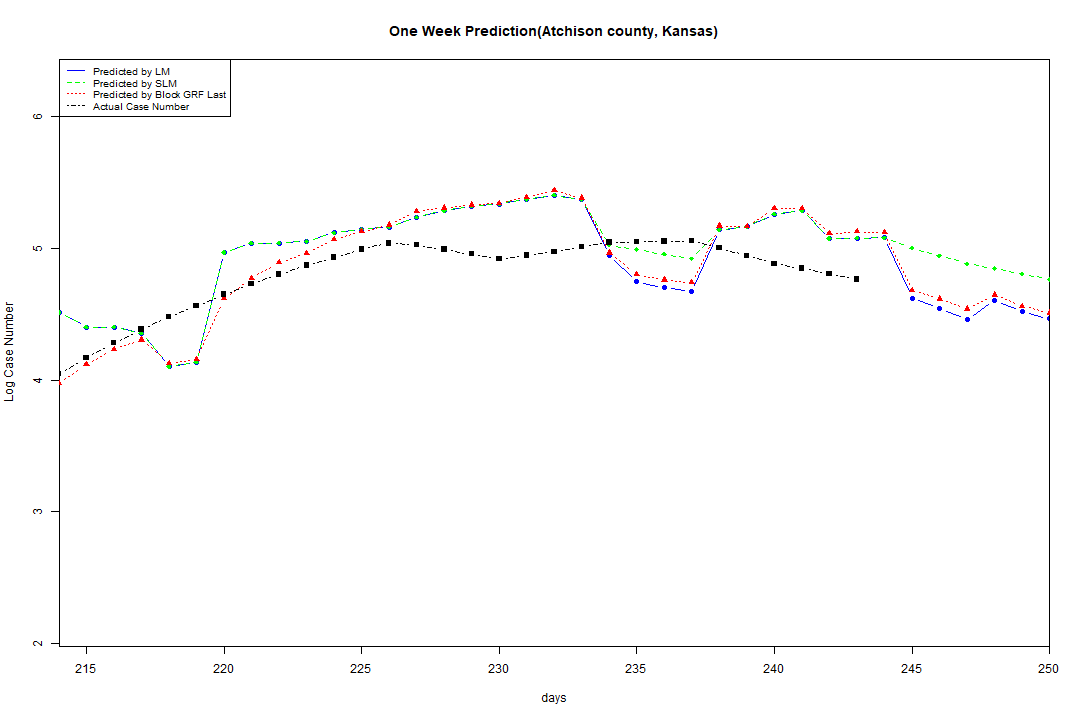 One Week Prediction(Atchison county, Kansas)
Predicted by LM
Predicted by SLM
Predicted by Block GRF Last
Actual Case Number
6
5
4
3
2
Log Case Number
215 220 225 230 235 240 245 250
days